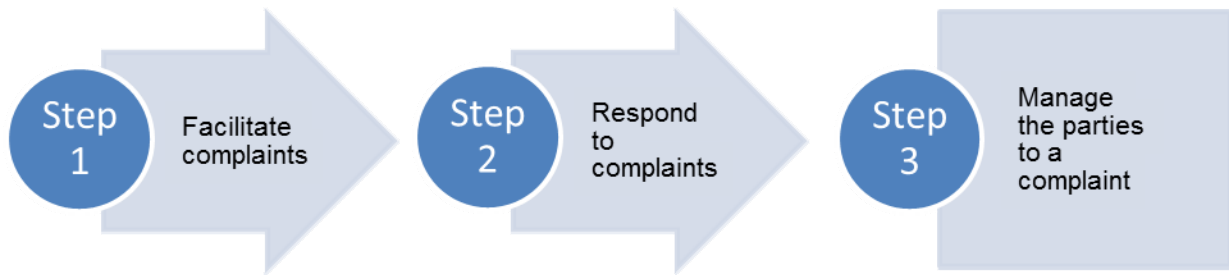 Step
1
Facilitate
complaints
Step
2
Respond
to
complaints
Step
3
Manage
the parties
to a
complaint